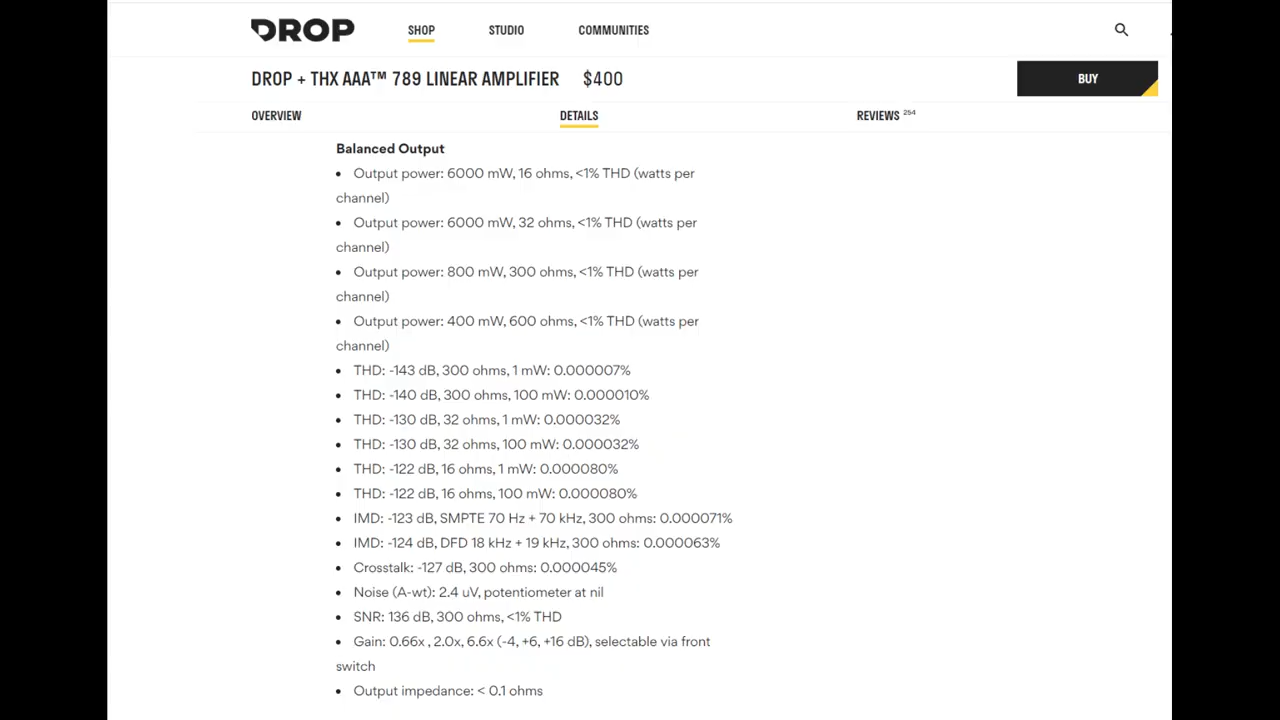 DROP
SHOP
STUDIO
COMMUNITIES
DROP + THX AAA™ 789 LINEAR AMPLIFIER $400
BUY
OVERVIEW
DETAILS
REVIEWS 254
Balanced Output
• Output power: 6000 mW, 16 ohms, <1% THD (watts per
channel)
• Output power: 6000 mW, 32 ohms, <1% THD (watts per
channel)
• Output power: 800 mW, 300 ohms, <1% THD (watts per
channel)
• Output power: 400 mW, 600 ohms, <1% THD (watts per
channel)
• THD: -143 dB, 300 ohms, 1 mW: 0.000007%
• THD: -140 dB, 300 ohms, 100 mW: 0.000010%
• THD: -130 dB, 32 ohms, 1 mW: 0.000032%
• THD: -130 dB, 32 ohms, 100 mW: 0.000032%
• THD: -122 dB, 16 ohms, 1 mW: 0.000080%
• THD: -122 dB, 16 ohms, 100 mW: 0.000080%
• IMD: -123 dB, SMPTE 70 Hz + 70 kHz, 300 ohms: 0.000071%
• IMD: -124 dB, DFD 18 kHz + 19 kHz, 300 ohms: 0.000063%
• Crosstalk: -127 dB, 300 ohms: 0.000045%
• Noise (A-wt): 2.4 uV, potentiometer at nil
• SNR: 136 dB, 300 ohms, <1% THD
• Gain: 0.66x , 2.0x, 6.6x (-4, +6, +16 dB), selectable via front
switch
• Output impedance: < 0.1 ohms